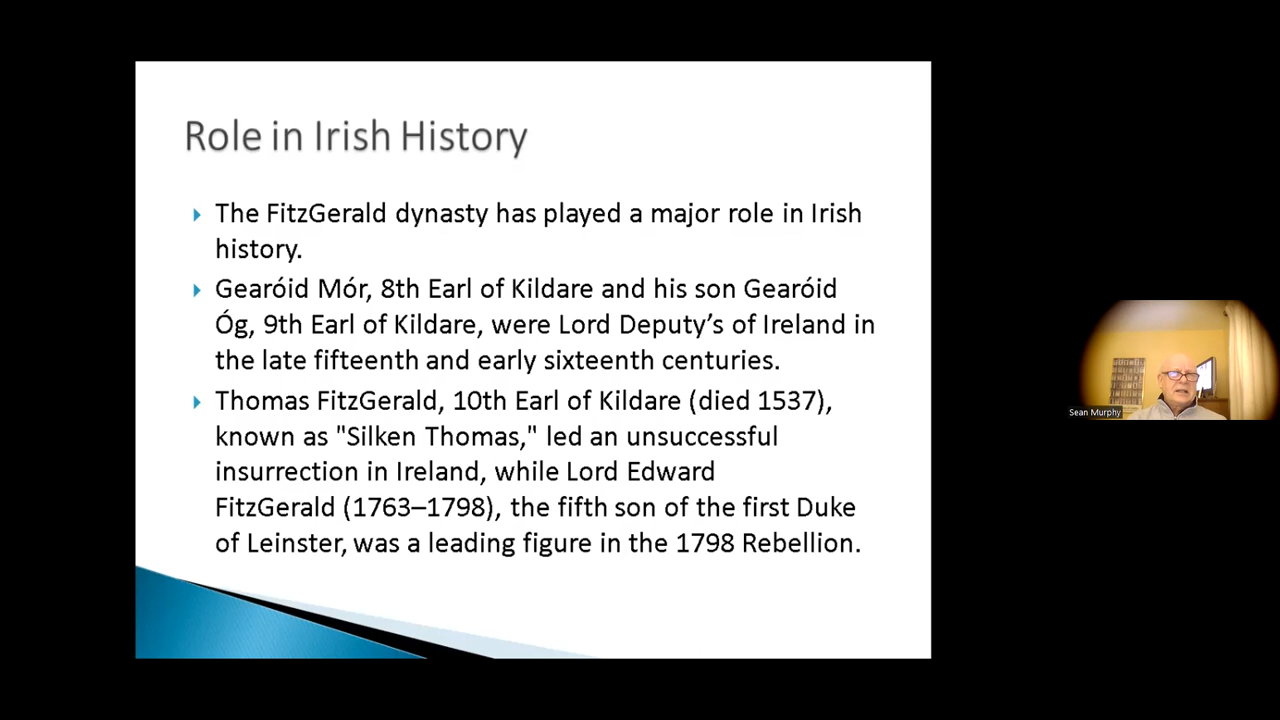 Role in Irish History
The FitzGerald dynasty has played a major role in Irish
history.
Gearóid Mór, 8th Earl of Kildare and his son Gearóid
Óg, 9th Earl of Kildare, were Lord Deputy’s of Ireland in
the late fifteenth and early sixteenth centuries.
Thomas FitzGerald, 10th Earl of Kildare (died 1537),
known as "Silken Thomas," led an unsuccessful
insurrection in Ireland, while Lord Edward
FitzGerald (1763–1798), the fifth son of the first Duke
of Leinster, was a leading figure in the 1798 Rebellion.
Sean Murphy